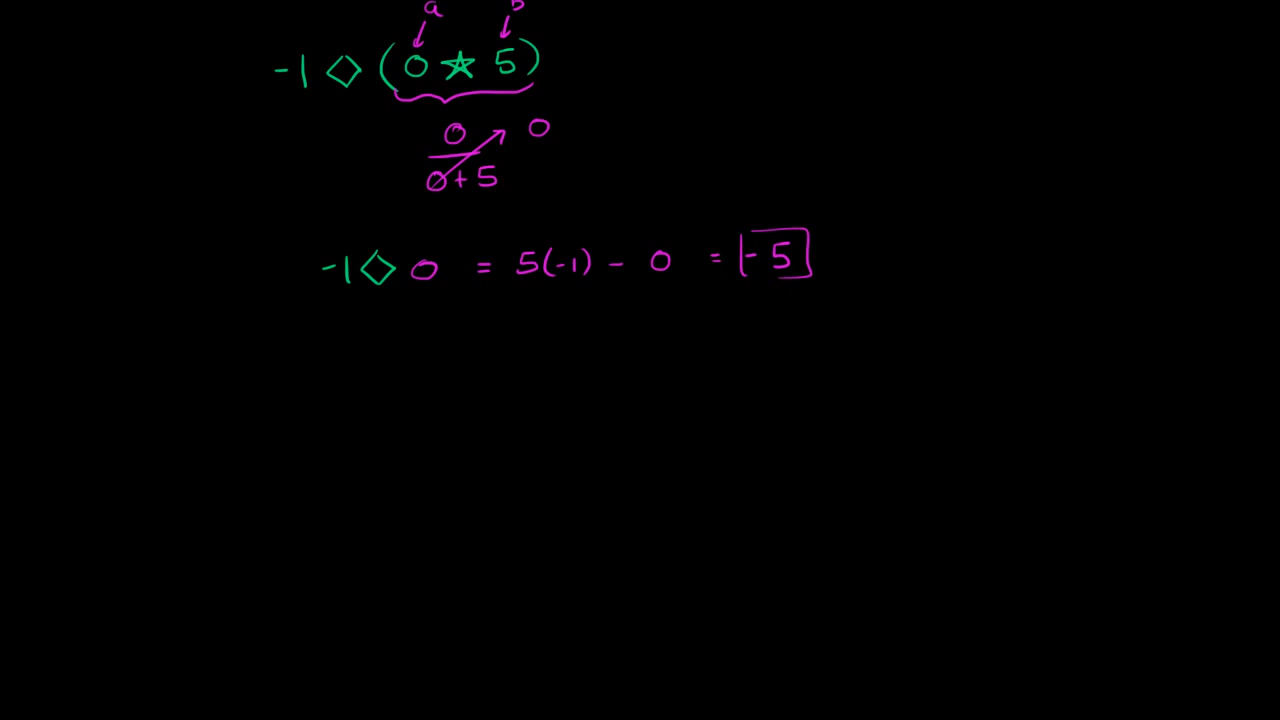 a b
-1 ◇ (0 ☆ 5)
0 0
0 + 5
-1 ◇ 0 = 5(-1) - 0 = -5